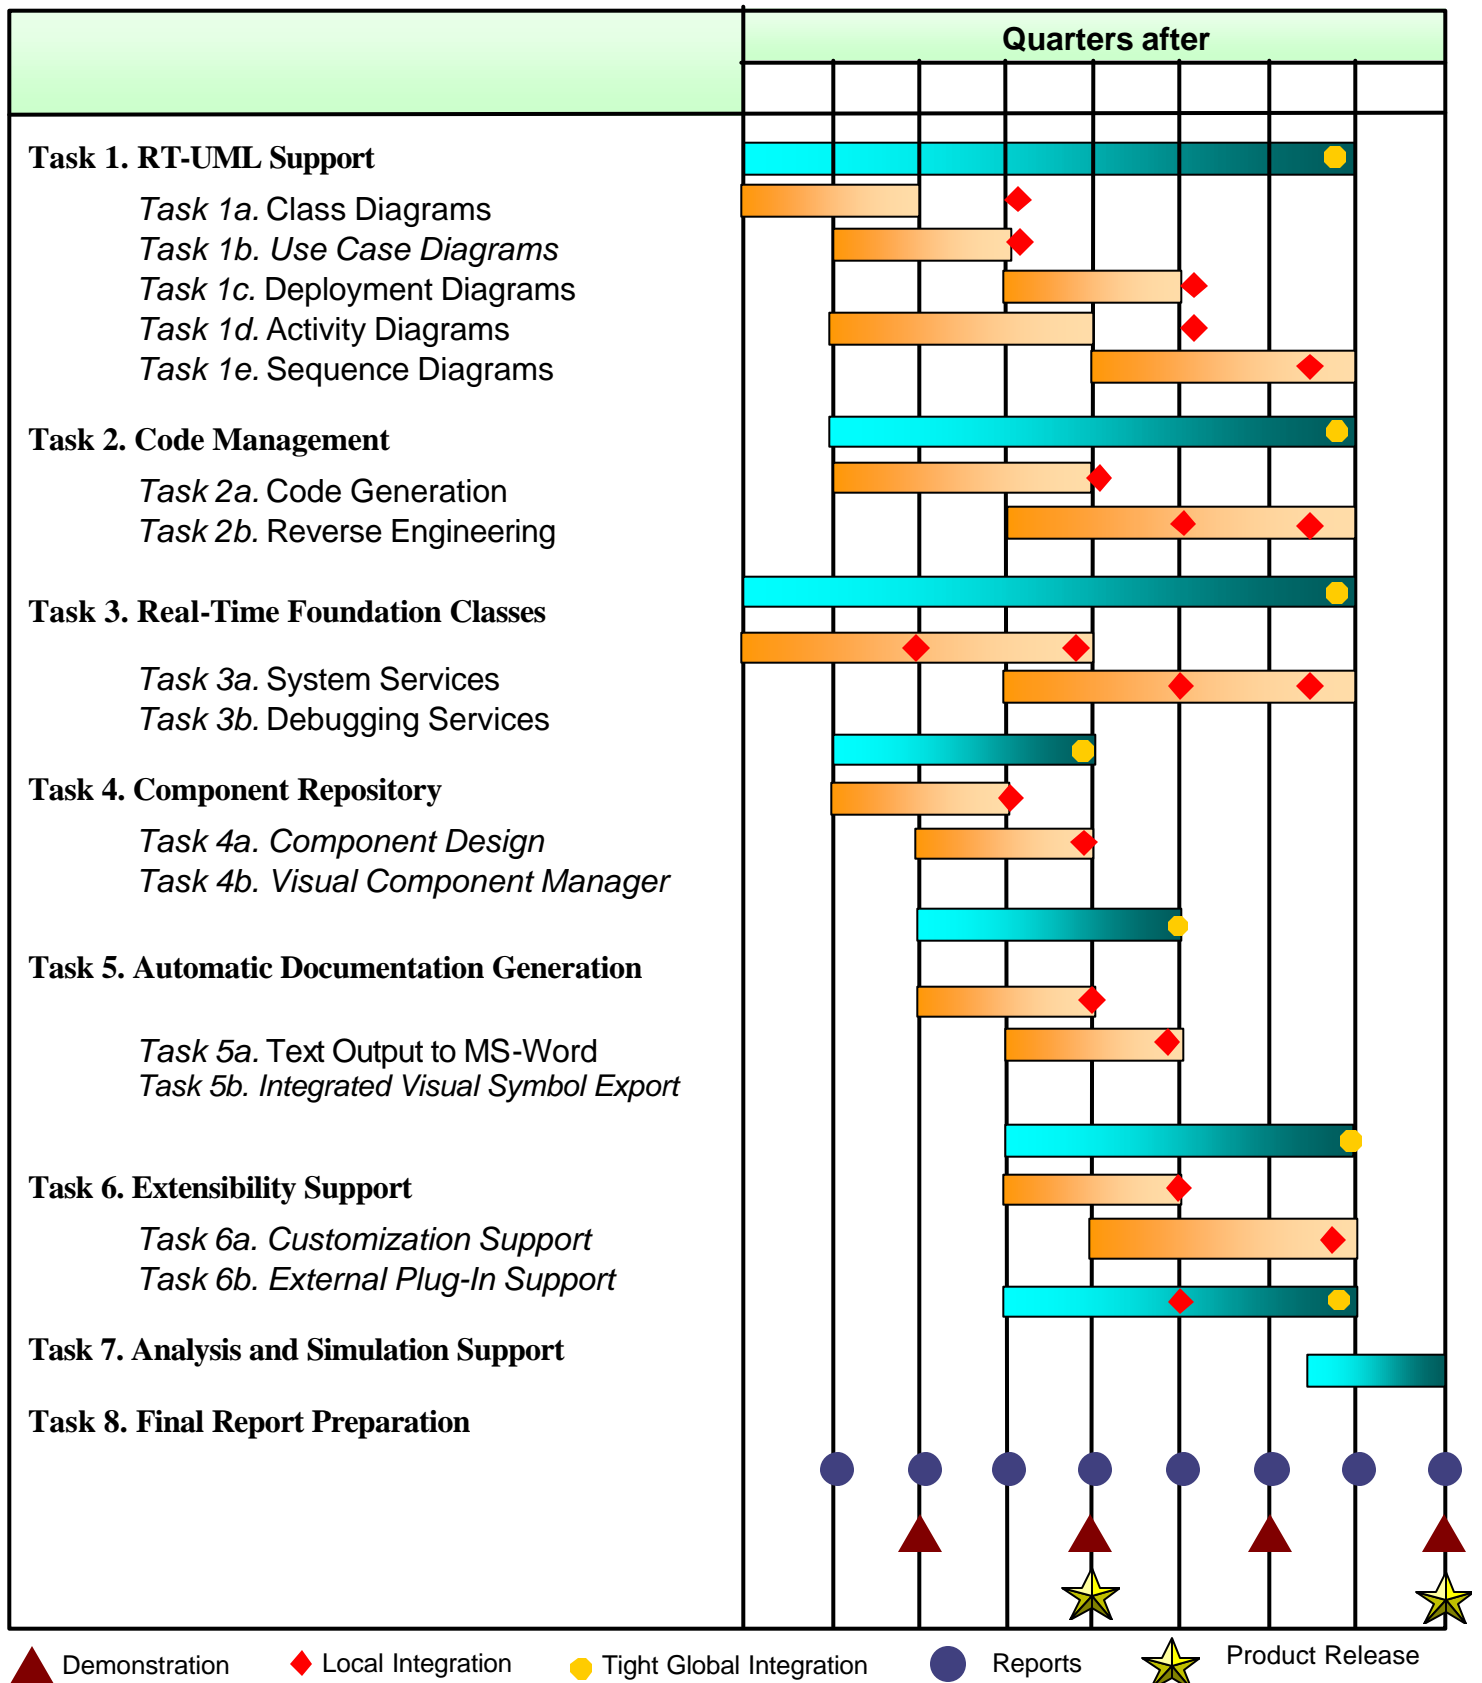 Quarters after
Task 1. RT-UML Support
Task 1a. Class Diagrams
Task 1b. Use Case Diagrams
Task 1c. Deployment Diagrams
Task 1d. Activity Diagrams
Task 1e. Sequence Diagrams
Task 2. Code Management
Task 2a. Code Generation
Task 2b. Reverse Engineering
Task 3. Real-Time Foundation Classes
Task 3a. System Services
Task 3b. Debugging Services
Task 4. Component Repository
Task 4a. Component Design
Task 4b. Visual Component Manager
Task 5. Automatic Documentation Generation
Task 5a. Text Output to MS-Word
Task 5b. Integrated Visual Symbol Export
Task 6. Extensibility Support
Task 6a. Customization Support
Task 6b. External Plug-In Support
Task 7. Analysis and Simulation Support
Task 8. Final Report Preparation
Demonstration Local Integration Tight Global Integration Reports Product Release